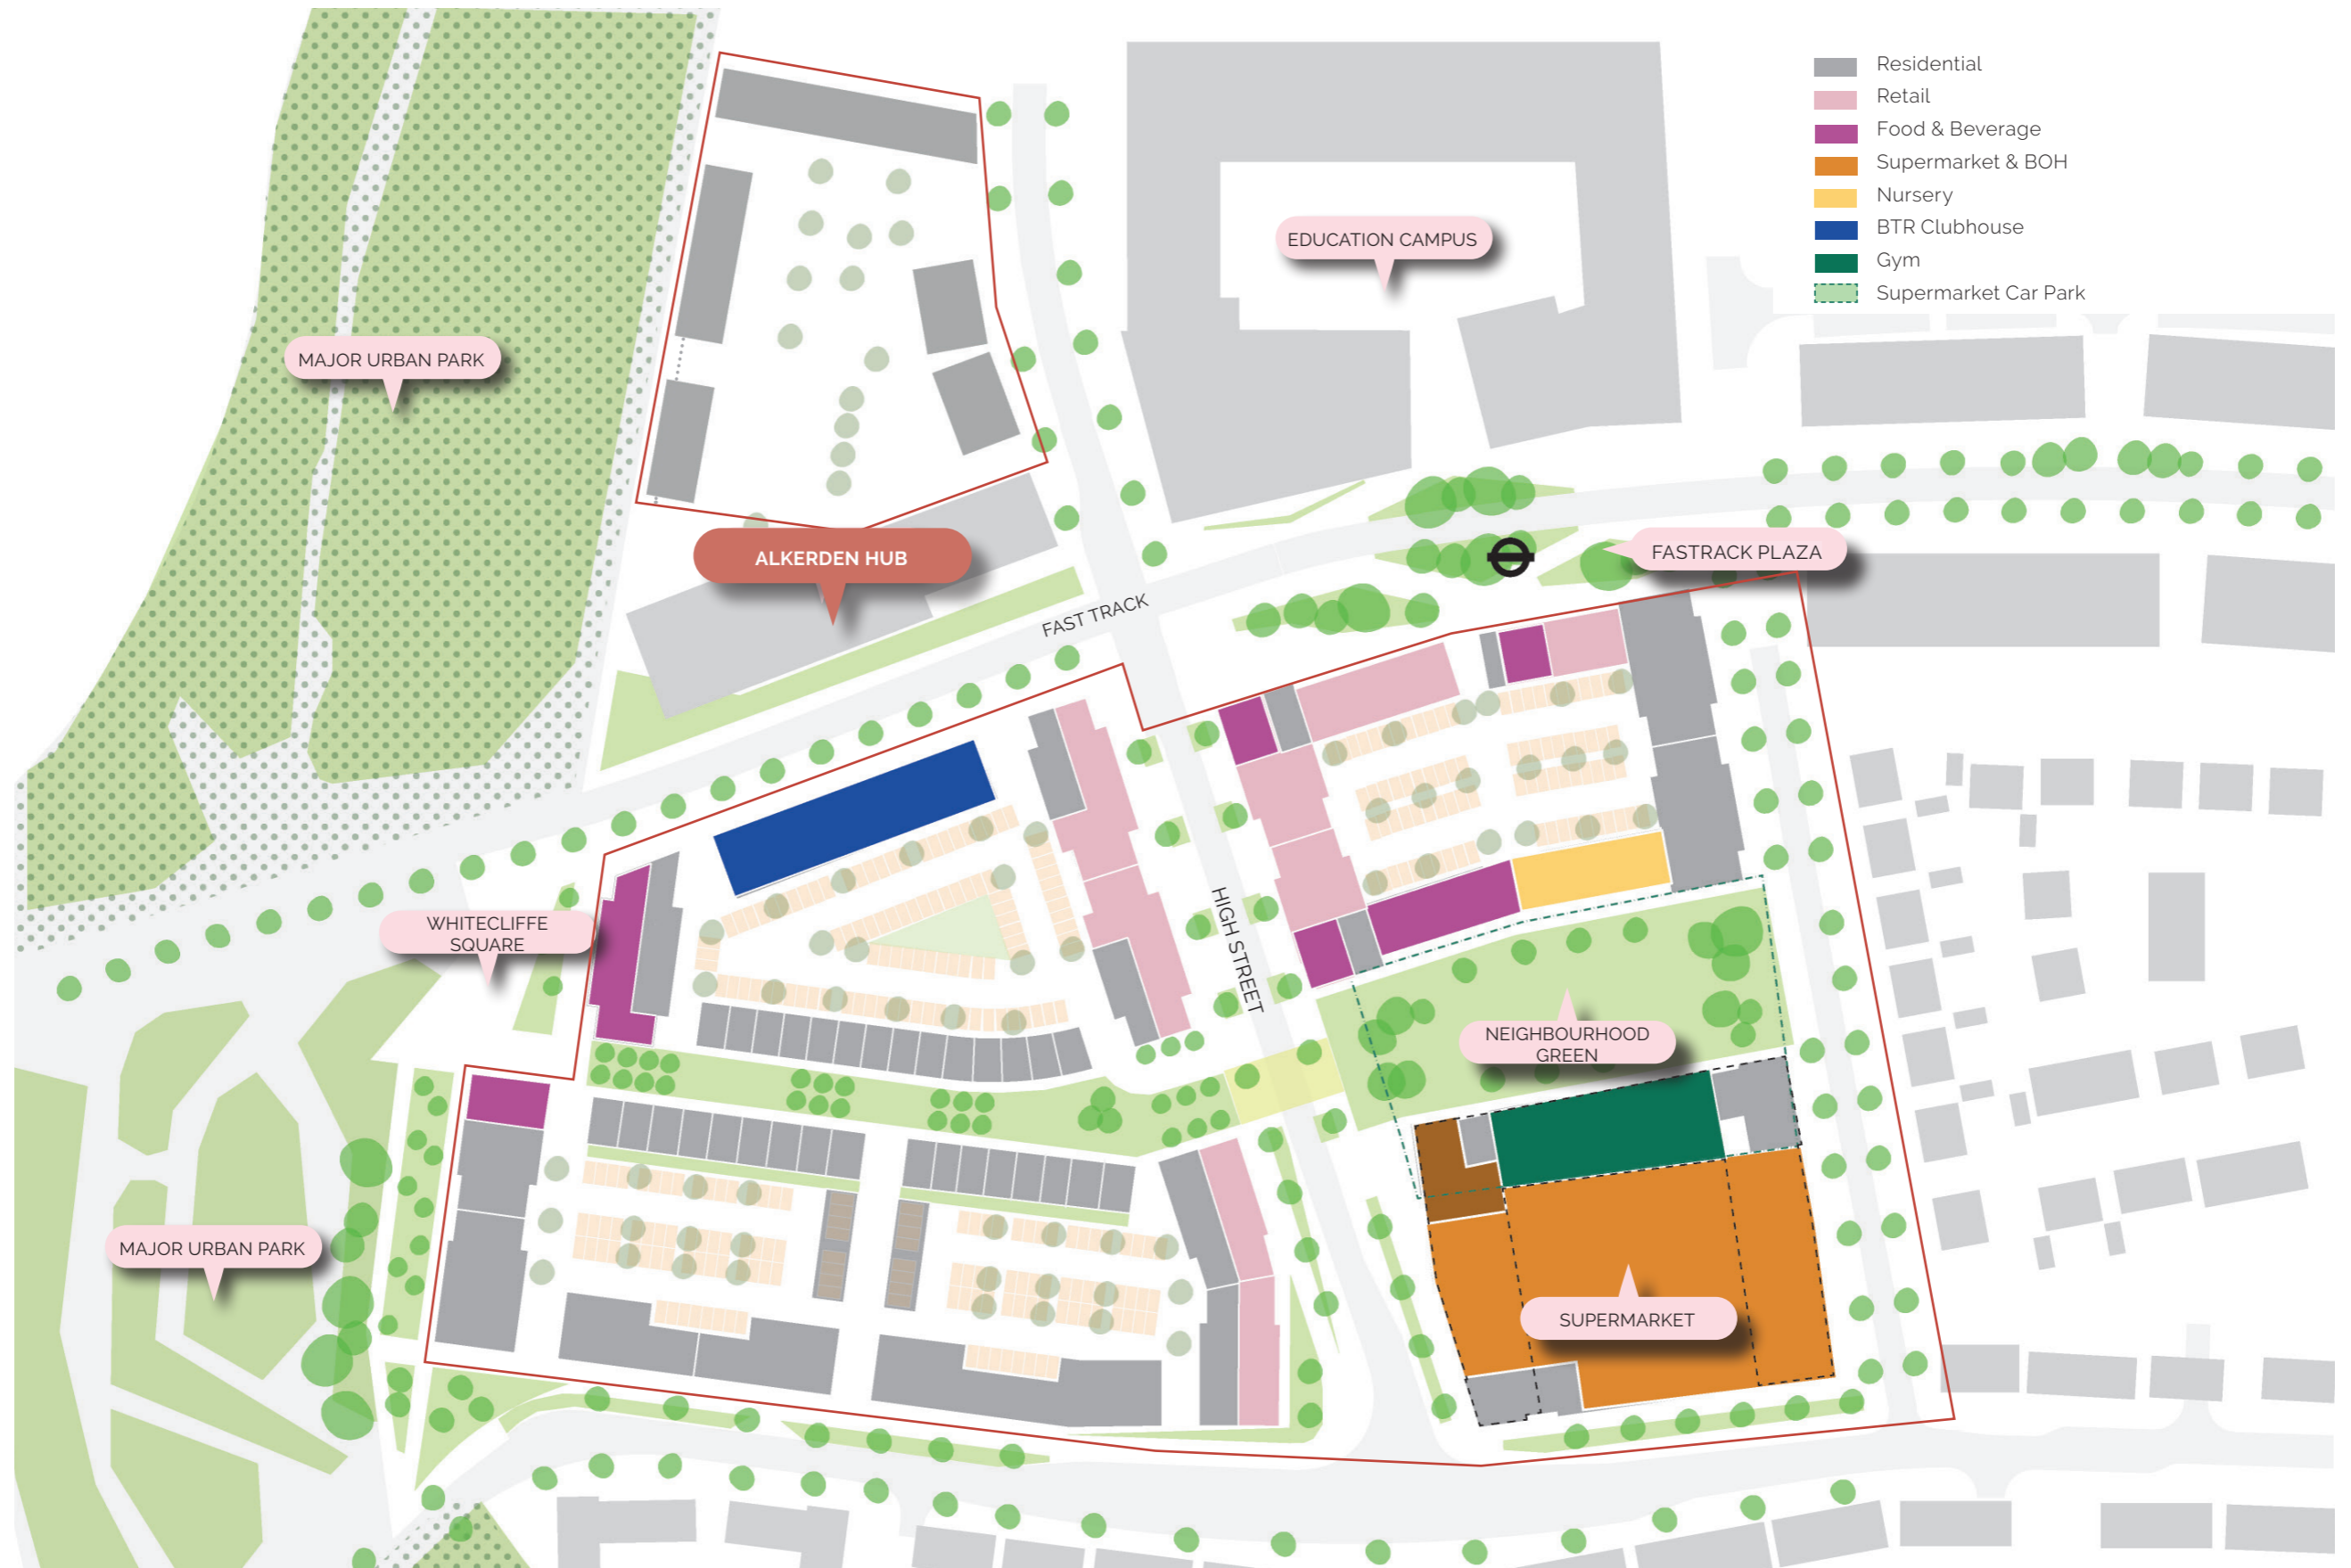 Residential
Retail
Food & Beverage
Supermarket & BOH
Nursery
BTR Clubhouse
Gym
Supermarket Car Park
EDUCATION CAMPUS
MAJOR URBAN PARK
ALKERDEN HUB
FASTRACK PLAZA
FAST TRACK
WHITECLIFFE
SQUARE
HIGH STREET
NEIGHBOURHOOD
GREEN
MAJOR URBAN PARK
SUPERMARKET